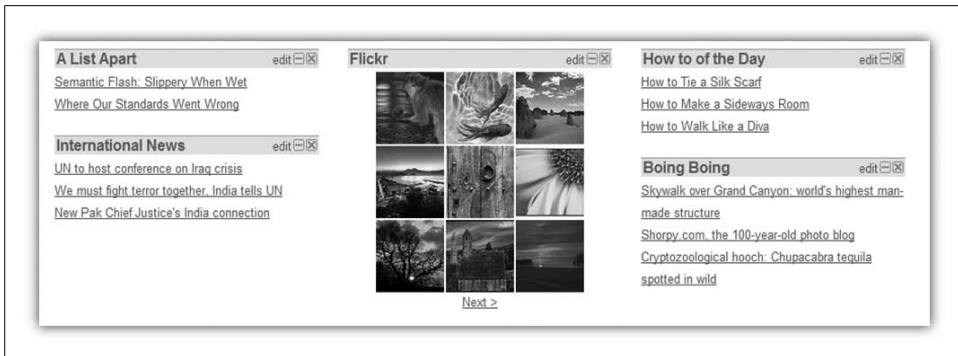 A List Apart edit
Semantic Flash: Slippery When Wet
Where Our Standards Went Wrong
International News edit
UN to host conference on Iraq crisis
We must fight terror together, India tells UN
New Pak Chief Justice's India connection
Flickr edit
Next >
How to of the Day edit
How to Tie a Silk Scarf
How to Make a Sideways Room
How to Walk Like a Diva
Boing Boing edit
Skywalk over Grand Canyon: world's highest man-
made structure
Shorpy.com, the 100-year-old photo blog
Cryptozoological hooch: Chupacabra tequila
spotted in wild